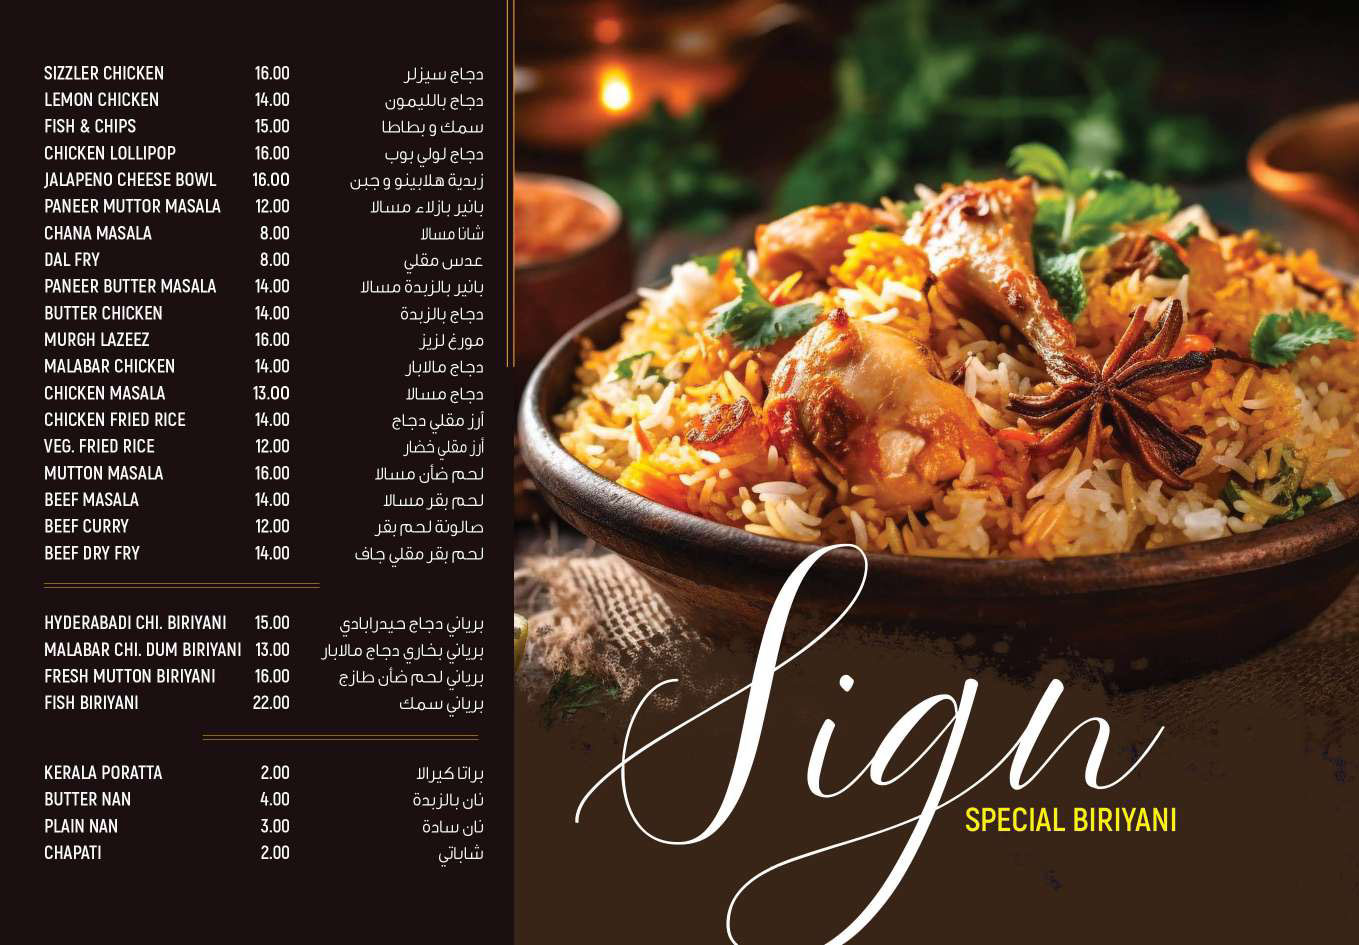 SIZZLER CHICKEN 16.00 دجاج سيزلر
LEMON CHICKEN 14.00 دجاج بالليمون
FISH & CHIPS 15.00 سمك و بطاطا
CHICKEN LOLLIPOP 16.00 دجاج لولي بوب
JALAPENO CHEESE BOWL 16.00 زبدية هلابينو و جبن
PANEER MUTTOR MASALA 12.00 بانير بازلاء مسالا
CHANA MASALA 8.00 شانا مسالا
DAL FRY 8.00 عدس مقلي
PANEER BUTTER MASALA 14.00 بانير بالزبدة مسالا
BUTTER CHICKEN 14.00 دجاج بالزبدة
MURGH LAZEEZ 16.00 مورغ لزيز
MALABAR CHICKEN 14.00 دجاج مالابار
CHICKEN MASALA 13.00 دجاج مسالا
CHICKEN FRIED RICE 14.00 أرز مقلي دجاج
VEG. FRIED RICE 12.00 أرز مقلي خضار
MUTTON MASALA 16.00 لحم ضأن مسالا
BEEF MASALA 14.00 لحم بقر مسالا
BEEF CURRY 12.00 صالونة لحم بقر
BEEF DRY FRY 14.00 لحم بقر مقلي جاف
HYDERABADI CHI. BIRIYANI 15.00 برياني دجاج حيدرابادي
MALABAR CHI. DUM BIRIYANI 13.00 برياني بخاري دجاج مالابار
FRESH MUTTON BIRIYANI 16.00 برياني لحم ضأن طازج
FISH BIRIYANI 22.00 برياني سمك
KERALA PORATTA 2.00 براتا كيرالا
BUTTER NAN 4.00 نان بالزبدة
PLAIN NAN 3.00 نان سادة
CHAPATI 2.00 شاباتي
Sign
SPECIAL BIRIYANI